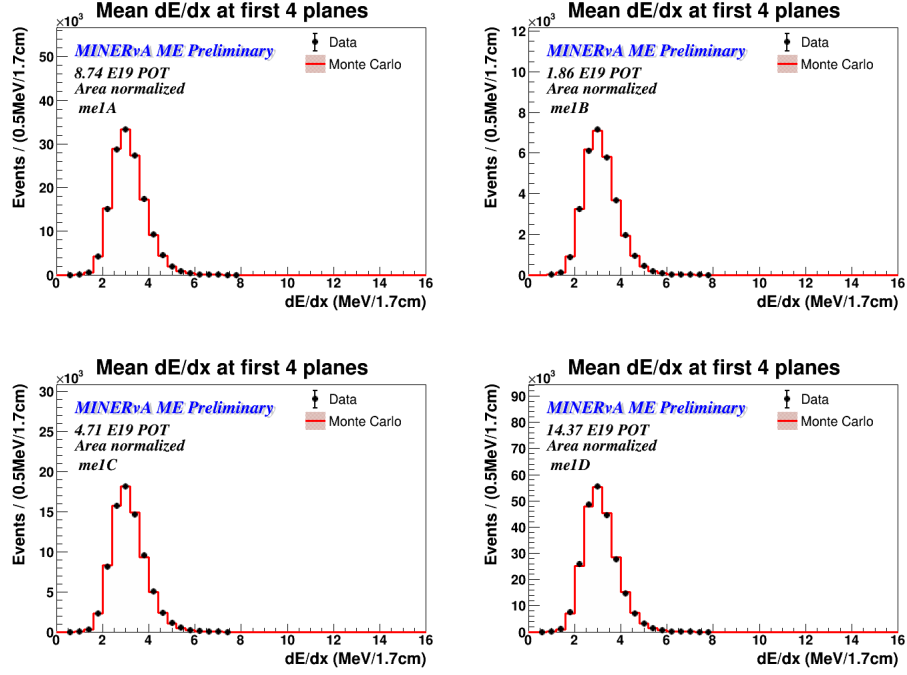 Mean dE/dx at first 4 planes
×10³
Events / (0.5MeV/1.7cm)
50
40
30
20
10
0
MINERvA ME Preliminary
8.74 E19 POT
Area normalized
me1A
Data
Monte Carlo
0 2 4 6 8 10 12 14 16
dE/dx (MeV/1.7cm)
Mean dE/dx at first 4 planes
×10³
Events / (0.5MeV/1.7cm)
12
10
8
6
4
2
0
MINERvA ME Preliminary
1.86 E19 POT
Area normalized
me1B
Data
Monte Carlo
0 2 4 6 8 10 12 14 16
dE/dx (MeV/1.7cm)
Mean dE/dx at first 4 planes
×10³
Events / (0.5MeV/1.7cm)
30
25
20
15
10
5
0
MINERvA ME Preliminary
4.71 E19 POT
Area normalized
me1C
Data
Monte Carlo
0 2 4 6 8 10 12 14 16
dE/dx (MeV/1.7cm)
Mean dE/dx at first 4 planes
×10³
Events / (0.5MeV/1.7cm)
90
80
70
60
50
40
30
20
10
0
MINERvA ME Preliminary
14.37 E19 POT
Area normalized
me1D
Data
Monte Carlo
0 2 4 6 8 10 12 14 16
dE/dx (MeV/1.7cm)